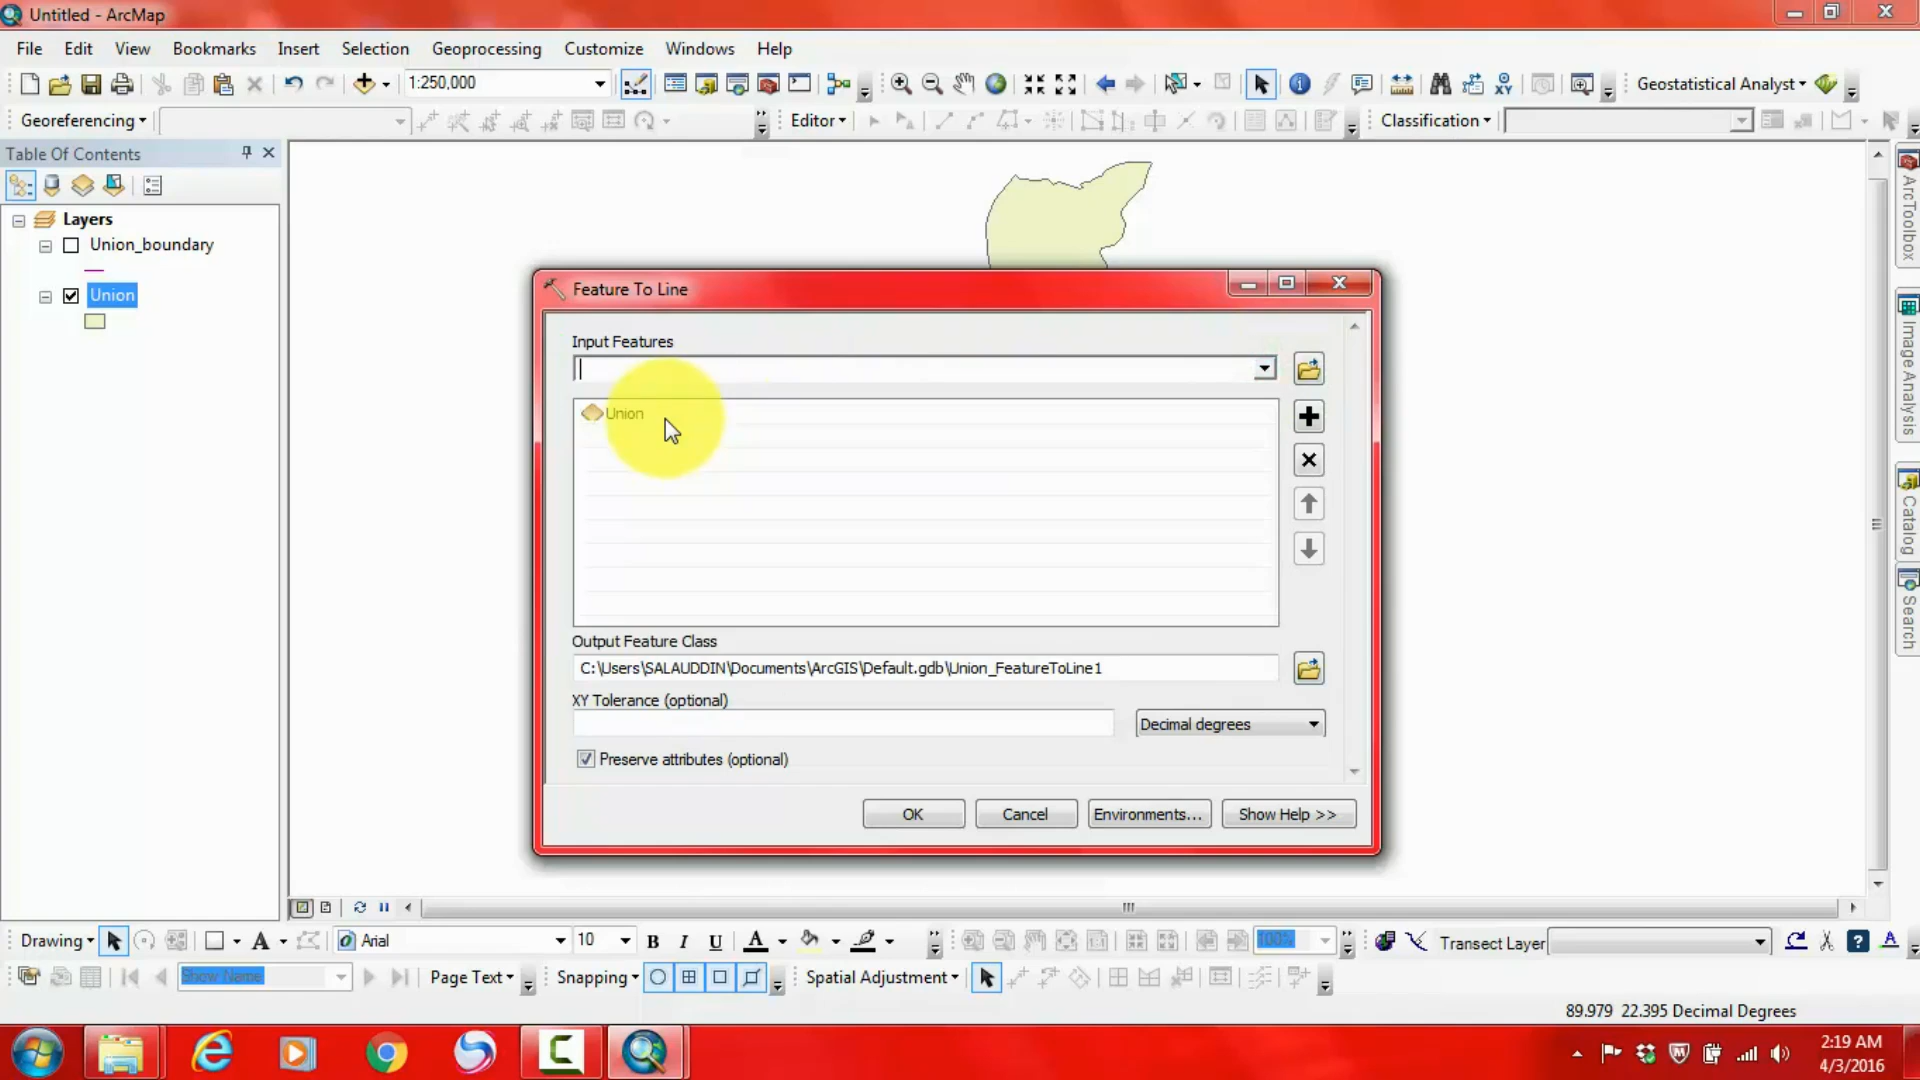 Untitled - ArcMap
File Edit View Bookmarks Insert Selection Geoprocessing Customize Windows Help
1:250,000
Geostatistical Analyst
Georeferencing
Editor
Classification
Table Of Contents
Layers
Union_boundary
Union
Feature To Line
Input Features
Union
Output Feature Class
C:\Users\SALAUDDIN\Documents\ArcGIS\Default.gdb\Union_FeatureToLine1
XY Tolerance (optional)
Decimal degrees
Preserve attributes (optional)
OK Cancel Environments... Show Help >>
ArcToolbox
Image Analysis
Catalog
Search
Drawing
Arial
10
B I U A
100%
Transect Layer
Show Name
Page Text
Snapping
Spatial Adjustment
89.979 22.395 Decimal Degrees
2:19 AM
4/3/2016